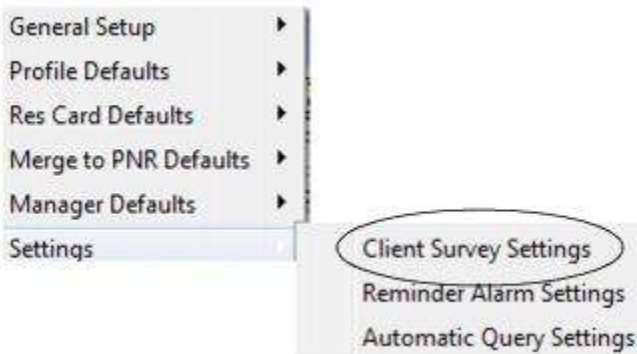 General Setup
Profile Defaults
Res Card Defaults
Merge to PNR Defaults
Manager Defaults
Settings
Client Survey Settings
Reminder Alarm Settings
Automatic Query Settings